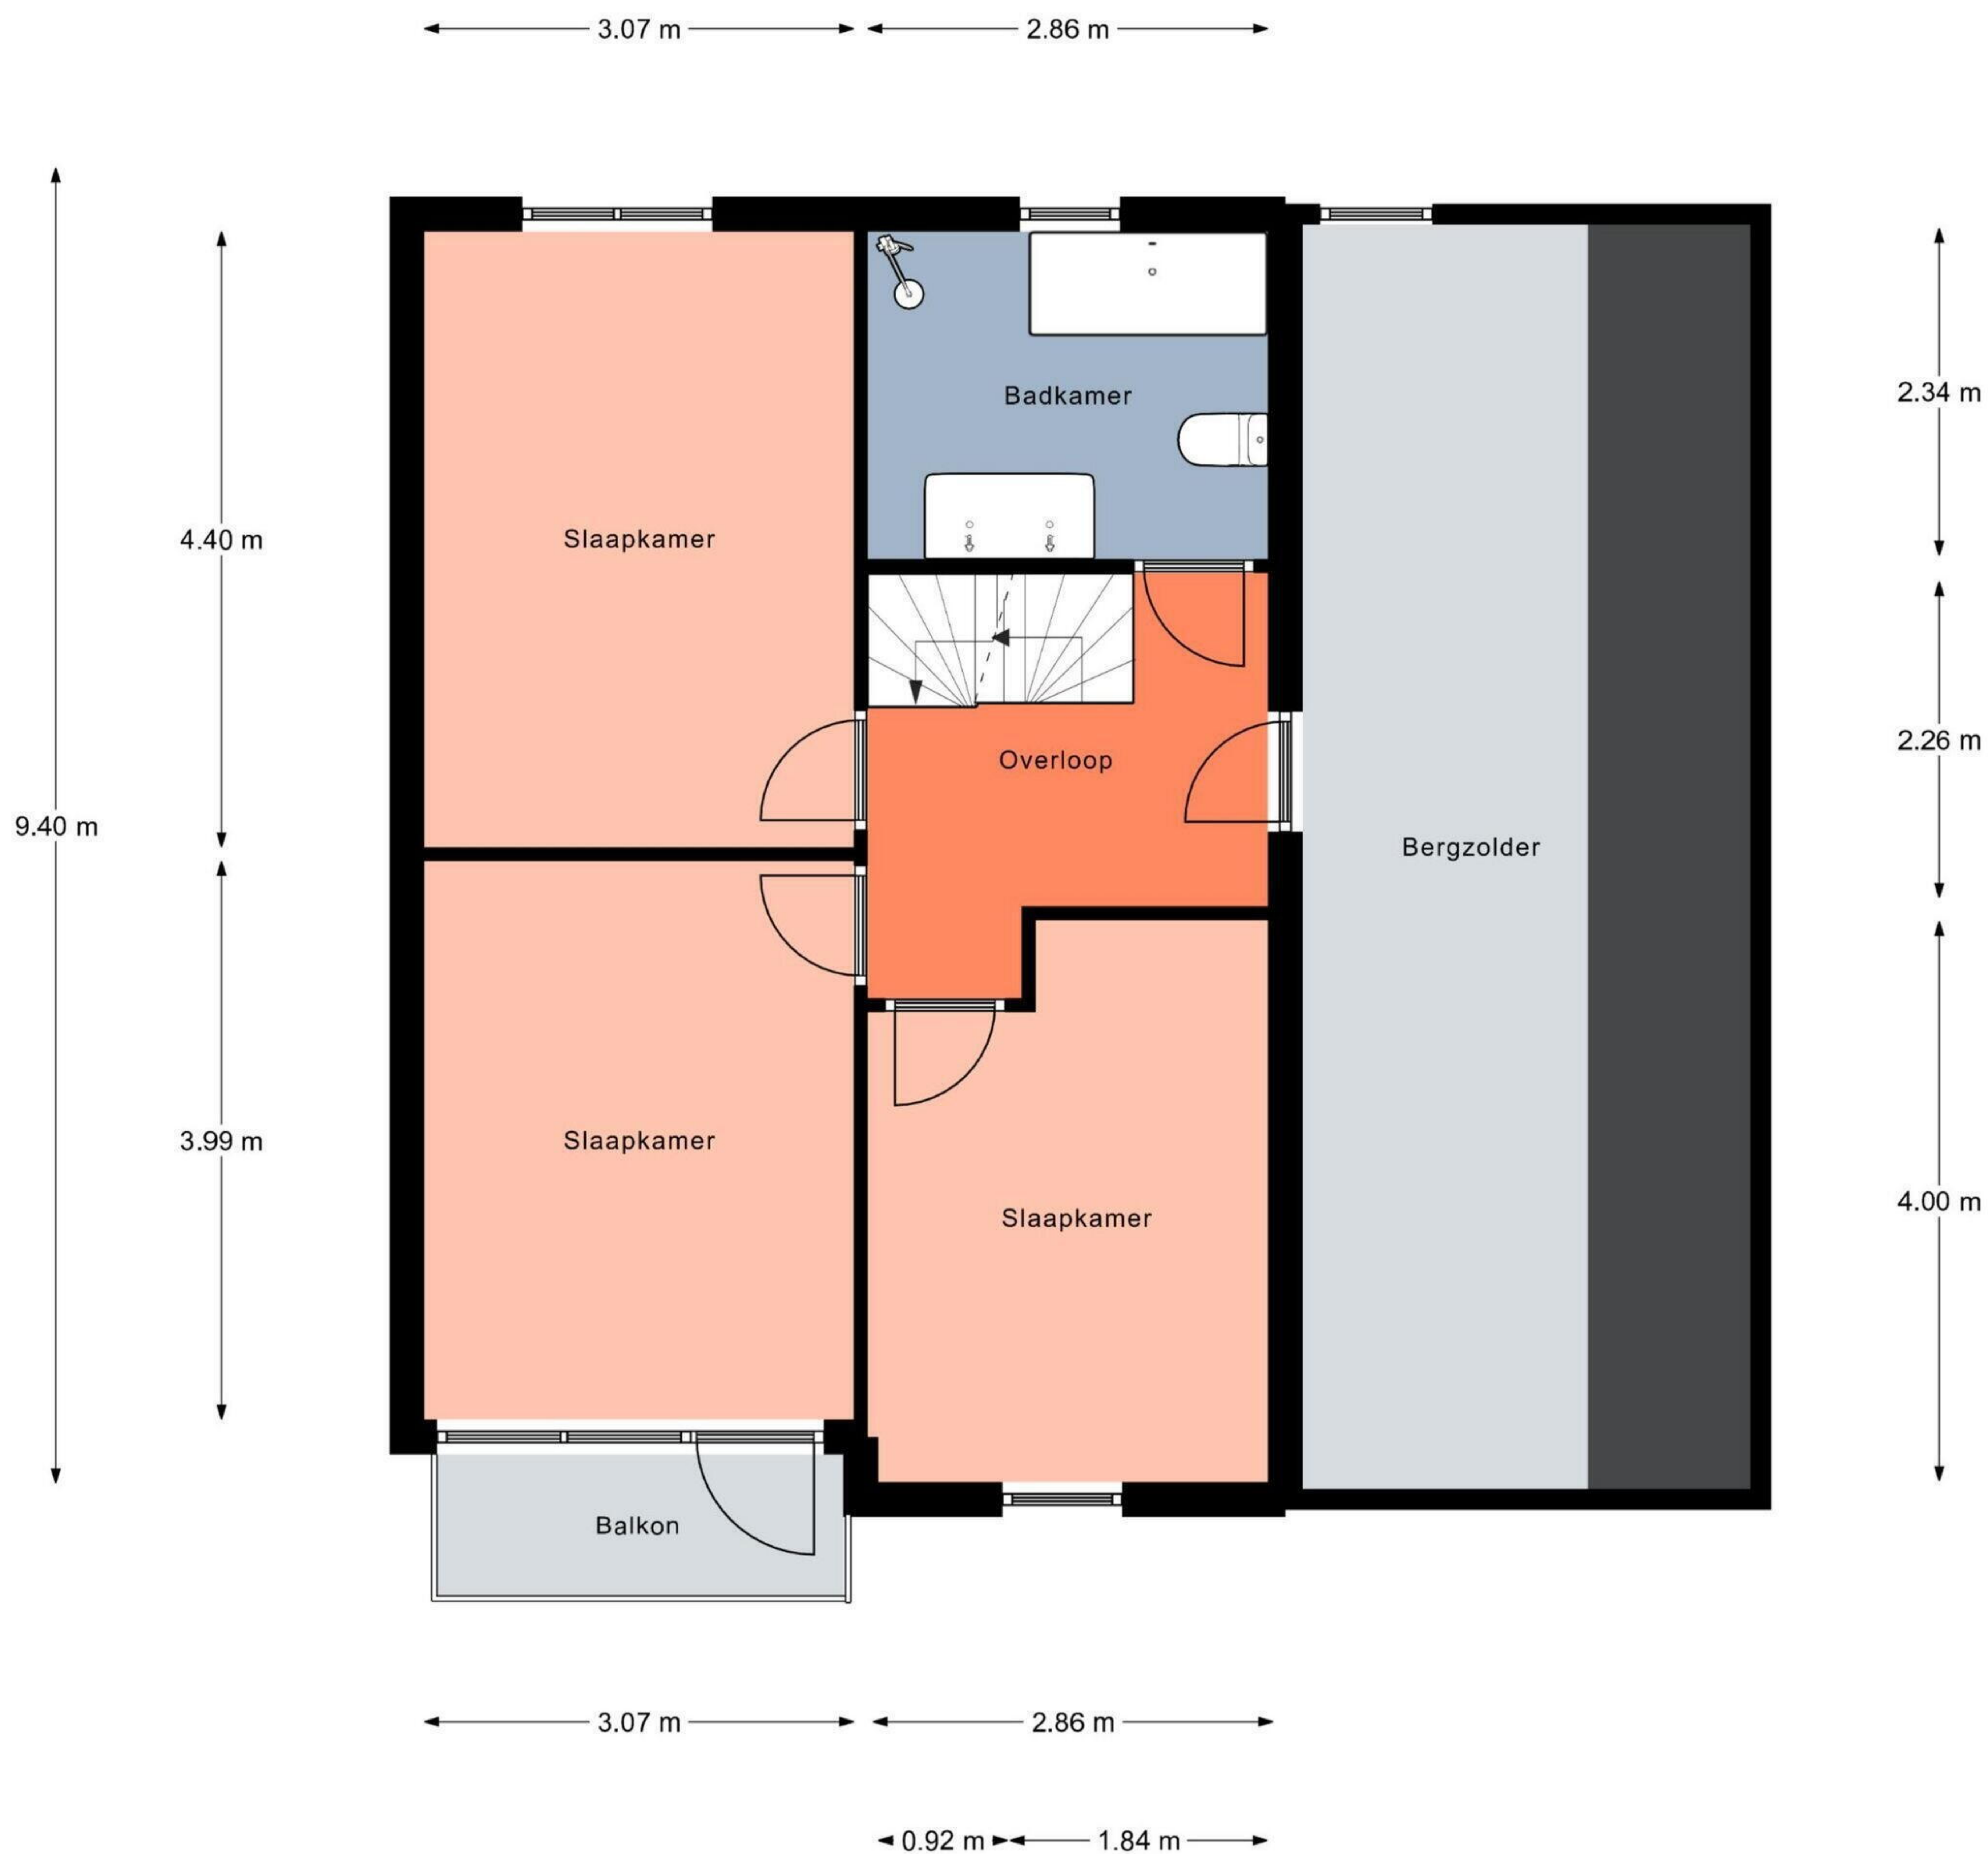 3.07 m 2.86 m
Badkamer
2.34 m
Slaapkamer
4.40 m
Overloop
2.26 m
9.40 m
Bergzolder
Slaapkamer
3.99 m
Slaapkamer
4.00 m
Balkon
3.07 m 2.86 m
0.92 m 1.84 m